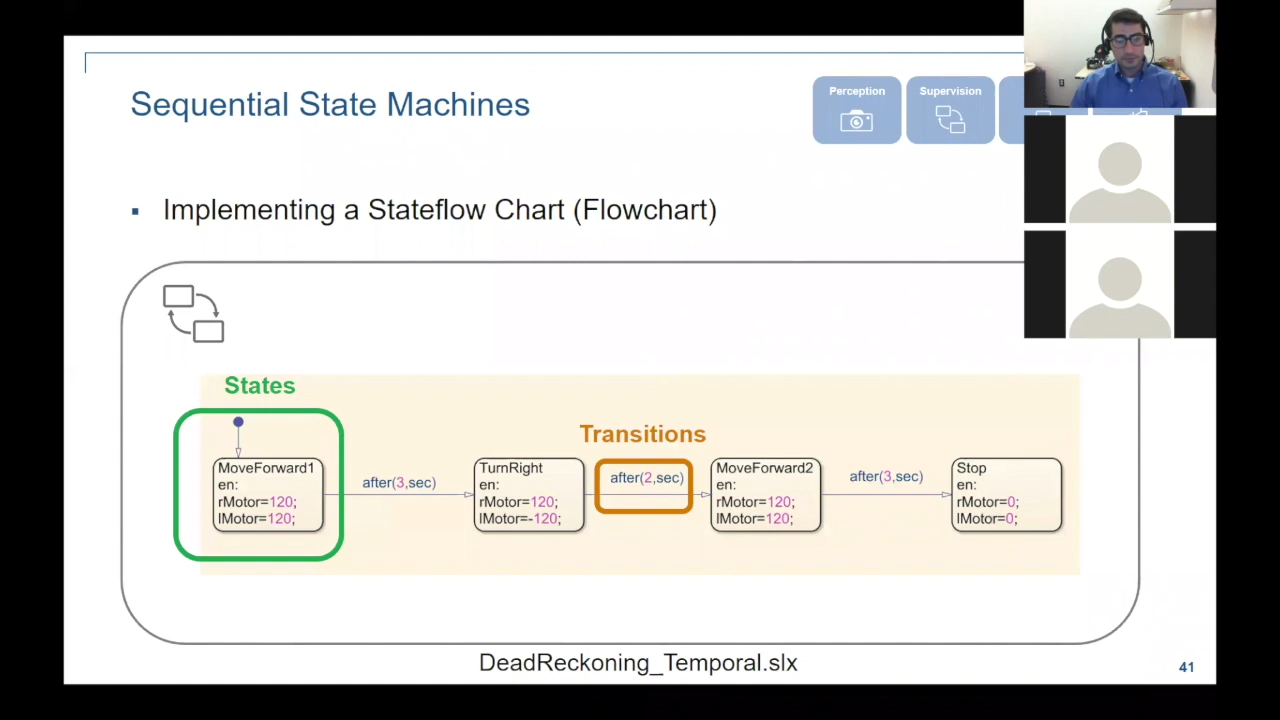 Sequential State Machines
Perception
Supervision
▪ Implementing a Stateflow Chart (Flowchart)
States
Transitions
MoveForward1
en:
rMotor=120;
lMotor=120;
after(3,sec)
TurnRight
en:
rMotor=120;
lMotor=-120;
after(2,sec)
MoveForward2
en:
rMotor=120;
lMotor=120;
after(3,sec)
Stop
en:
rMotor=0;
lMotor=0;
DeadReckoning_Temporal.slx
41